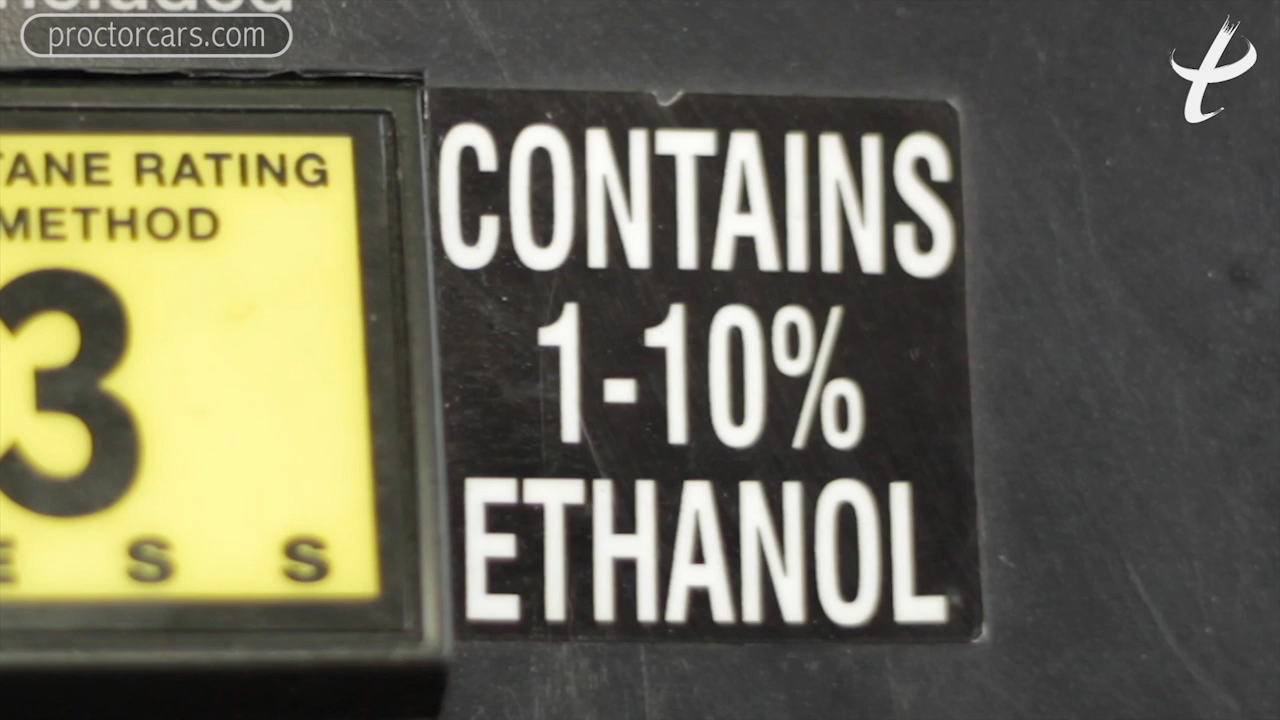 proctorcars.com
TANE RATING
METHOD
3
E S S
CONTAINS
1-10%
ETHANOL